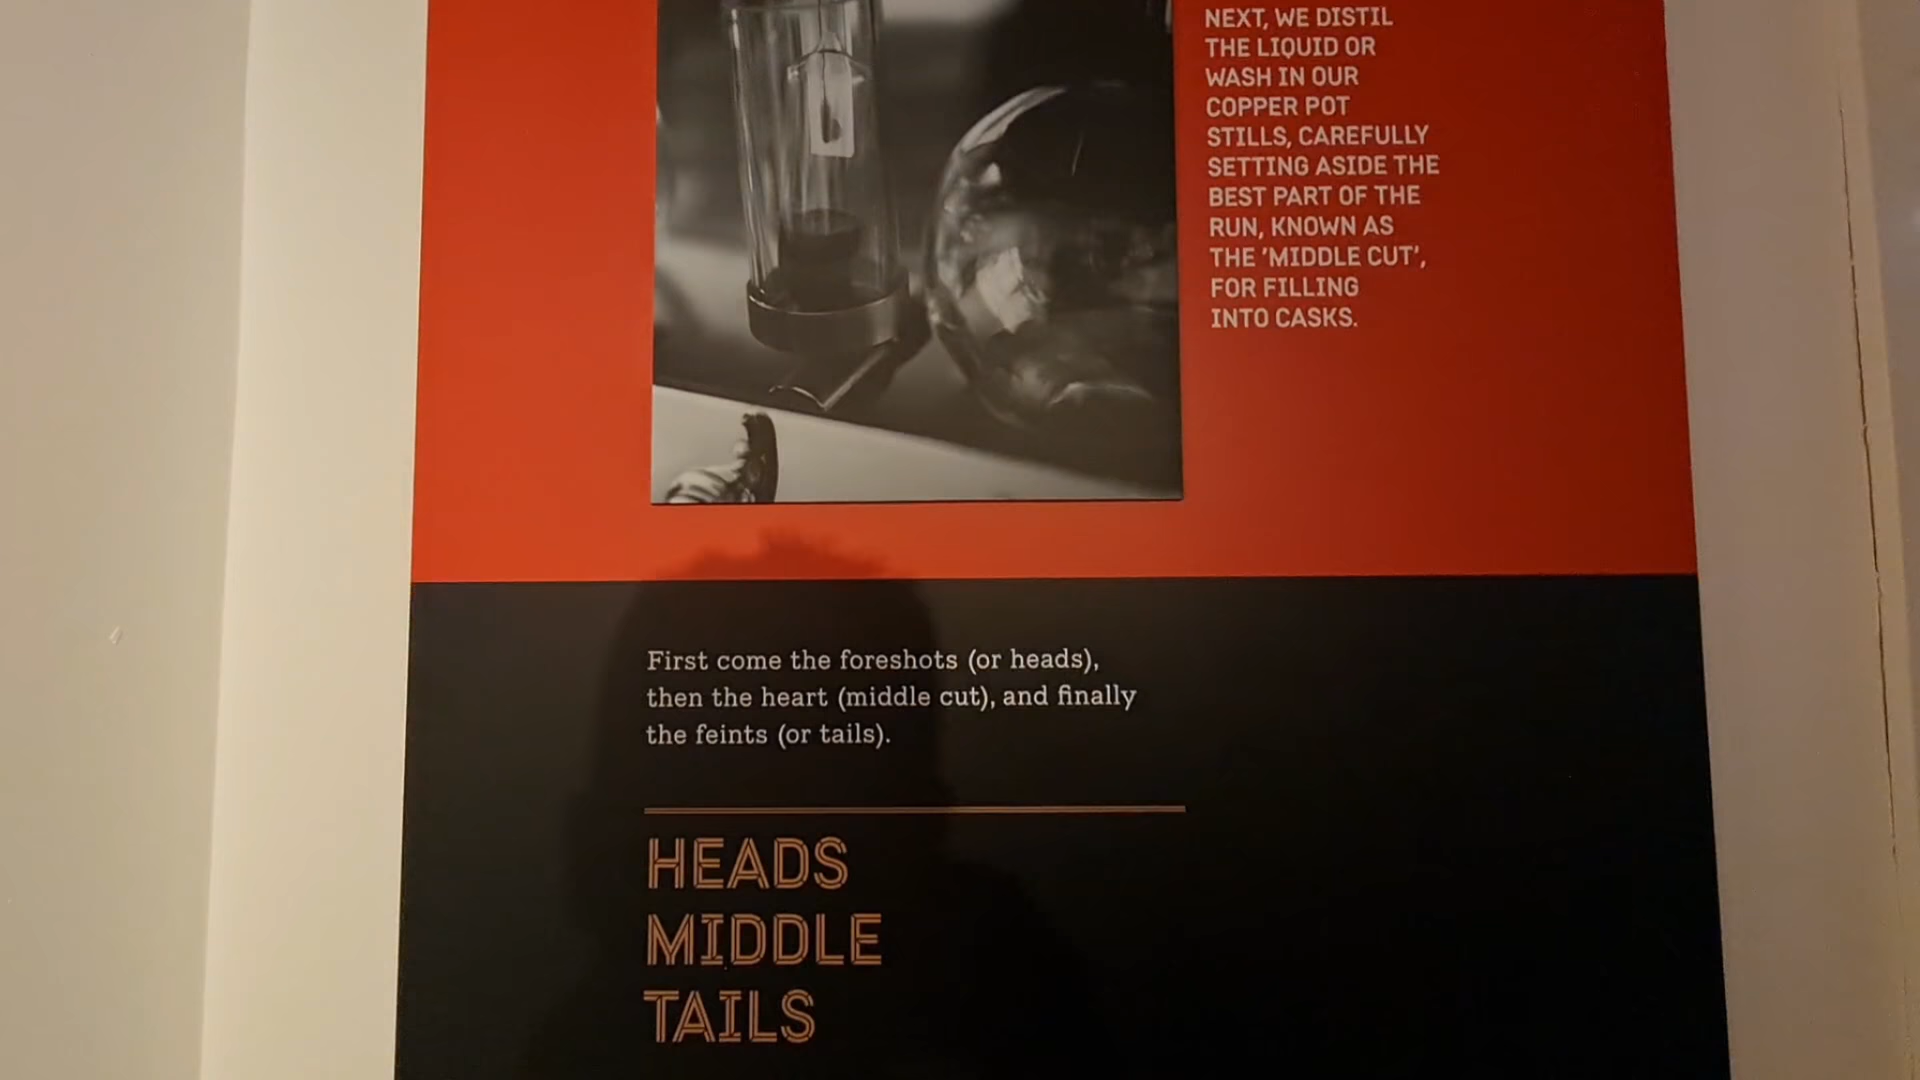 NEXT, WE DISTIL
THE LIQUID OR
WASH IN OUR
COPPER POT
STILLS, CAREFULLY
SETTING ASIDE THE
BEST PART OF THE
RUN, KNOWN AS
THE 'MIDDLE CUT',
FOR FILLING
INTO CASKS.
First come the foreshots (or heads),
then the heart (middle cut), and finally
the feints (or tails).
HEADS
MIDDLE
TAILS